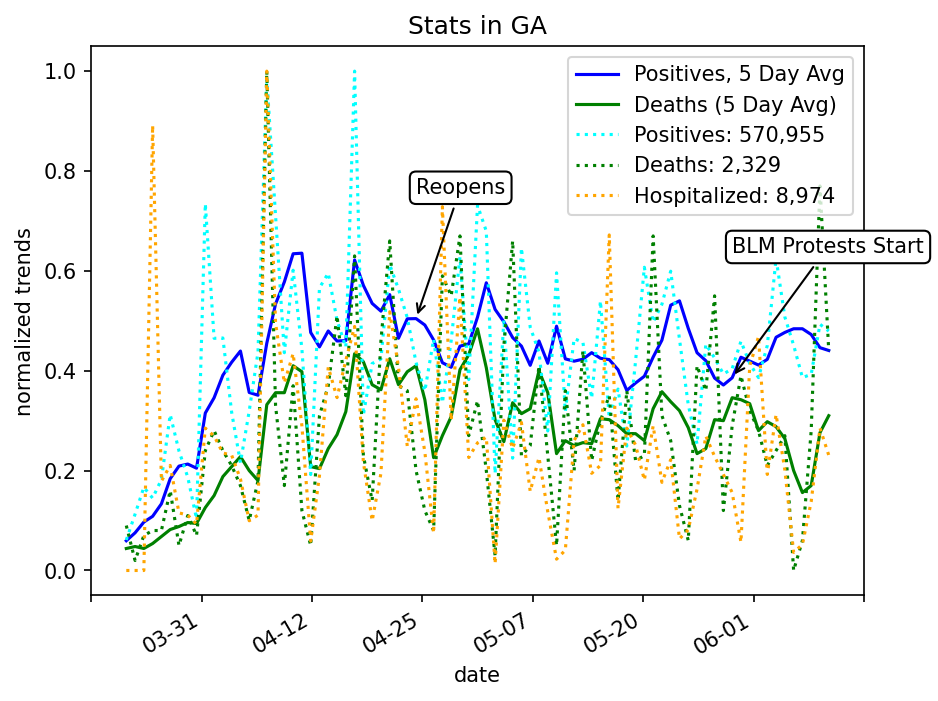 Stats in GA
Positives, 5 Day Avg
Deaths (5 Day Avg)
Positives: 570,955
Deaths: 2,329
Hospitalized: 8,974
Reopens
BLM Protests Start
normalized trends
1.0
0.8
0.6
0.4
0.2
0.0
03-31
04-12
04-25
05-07
05-20
06-01
date